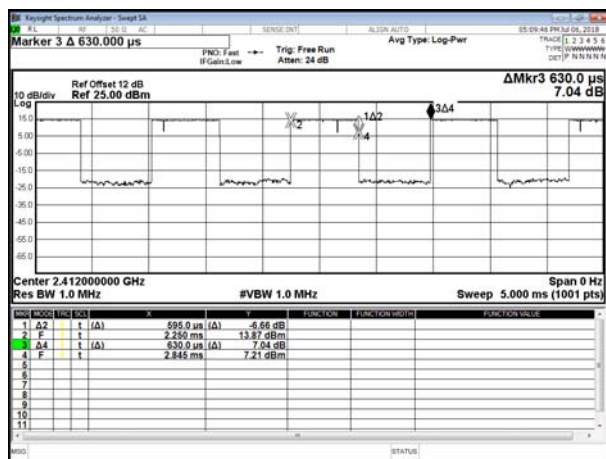 Keysight Spectrum Analyzer - Swept SA
RL RF 50 Ω AC SENSE:INT ALIGN AUTO 05:09:46 PM Jul 06, 2018
Marker 3 Δ 630.000 µs
PNO: Fast Trig: Free Run Avg Type: Log-Pwr TRACE 1 2 3 4 5 6
IFGain:Low Atten: 24 dB TYPE WWWWWW
DET P N N N N N
ΔMkr3 630.0 µs
7.04 dB
Ref Offset 12 dB
10 dB/div Ref 25.00 dBm
Log
15.0
5.00
-5.00
-15.0
-25.0
-35.0
-45.0
-55.0
-65.0
2
1Δ2
4
3Δ4
Center 2.412000000 GHz Span 0 Hz
Res BW 1.0 MHz #VBW 1.0 MHz Sweep 5.000 ms (1001 pts)
MKR MODE TRC SCL X Y FUNCTION FUNCTION WIDTH FUNCTION VALUE
1 Δ2 t (Δ) 595.0 µs (Δ) -6.66 dB
2 F t 2.250 ms 13.87 dBm
3 Δ4 t (Δ) 630.0 µs (Δ) 7.04 dB
4 F t 2.845 ms 7.21 dBm
5
6
7
8
9
10
11
MSG STATUS